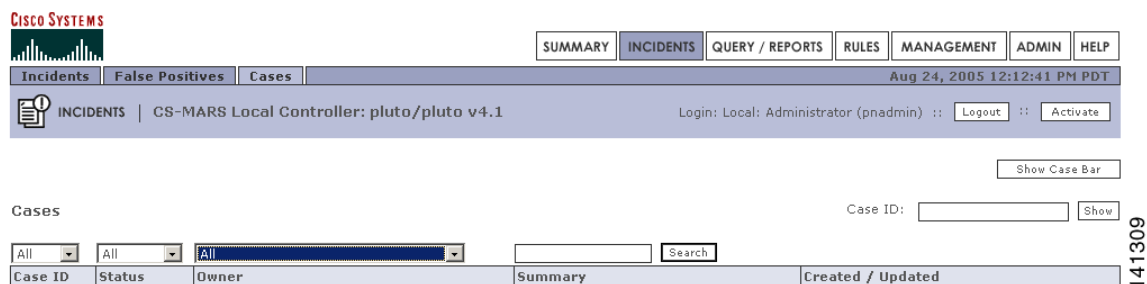 CISCO SYSTEMS
SUMMARY INCIDENTS QUERY / REPORTS RULES MANAGEMENT ADMIN HELP
Incidents False Positives Cases Aug 24, 2005 12:12:41 PM PDT
INCIDENTS | CS-MARS Local Controller: pluto/pluto v4.1 Login: Local: Administrator (pnadmin) :: Logout :: Activate
Show Case Bar
Cases Case ID: Show
All All All Search
Case ID Status Owner Summary Created / Updated
141309